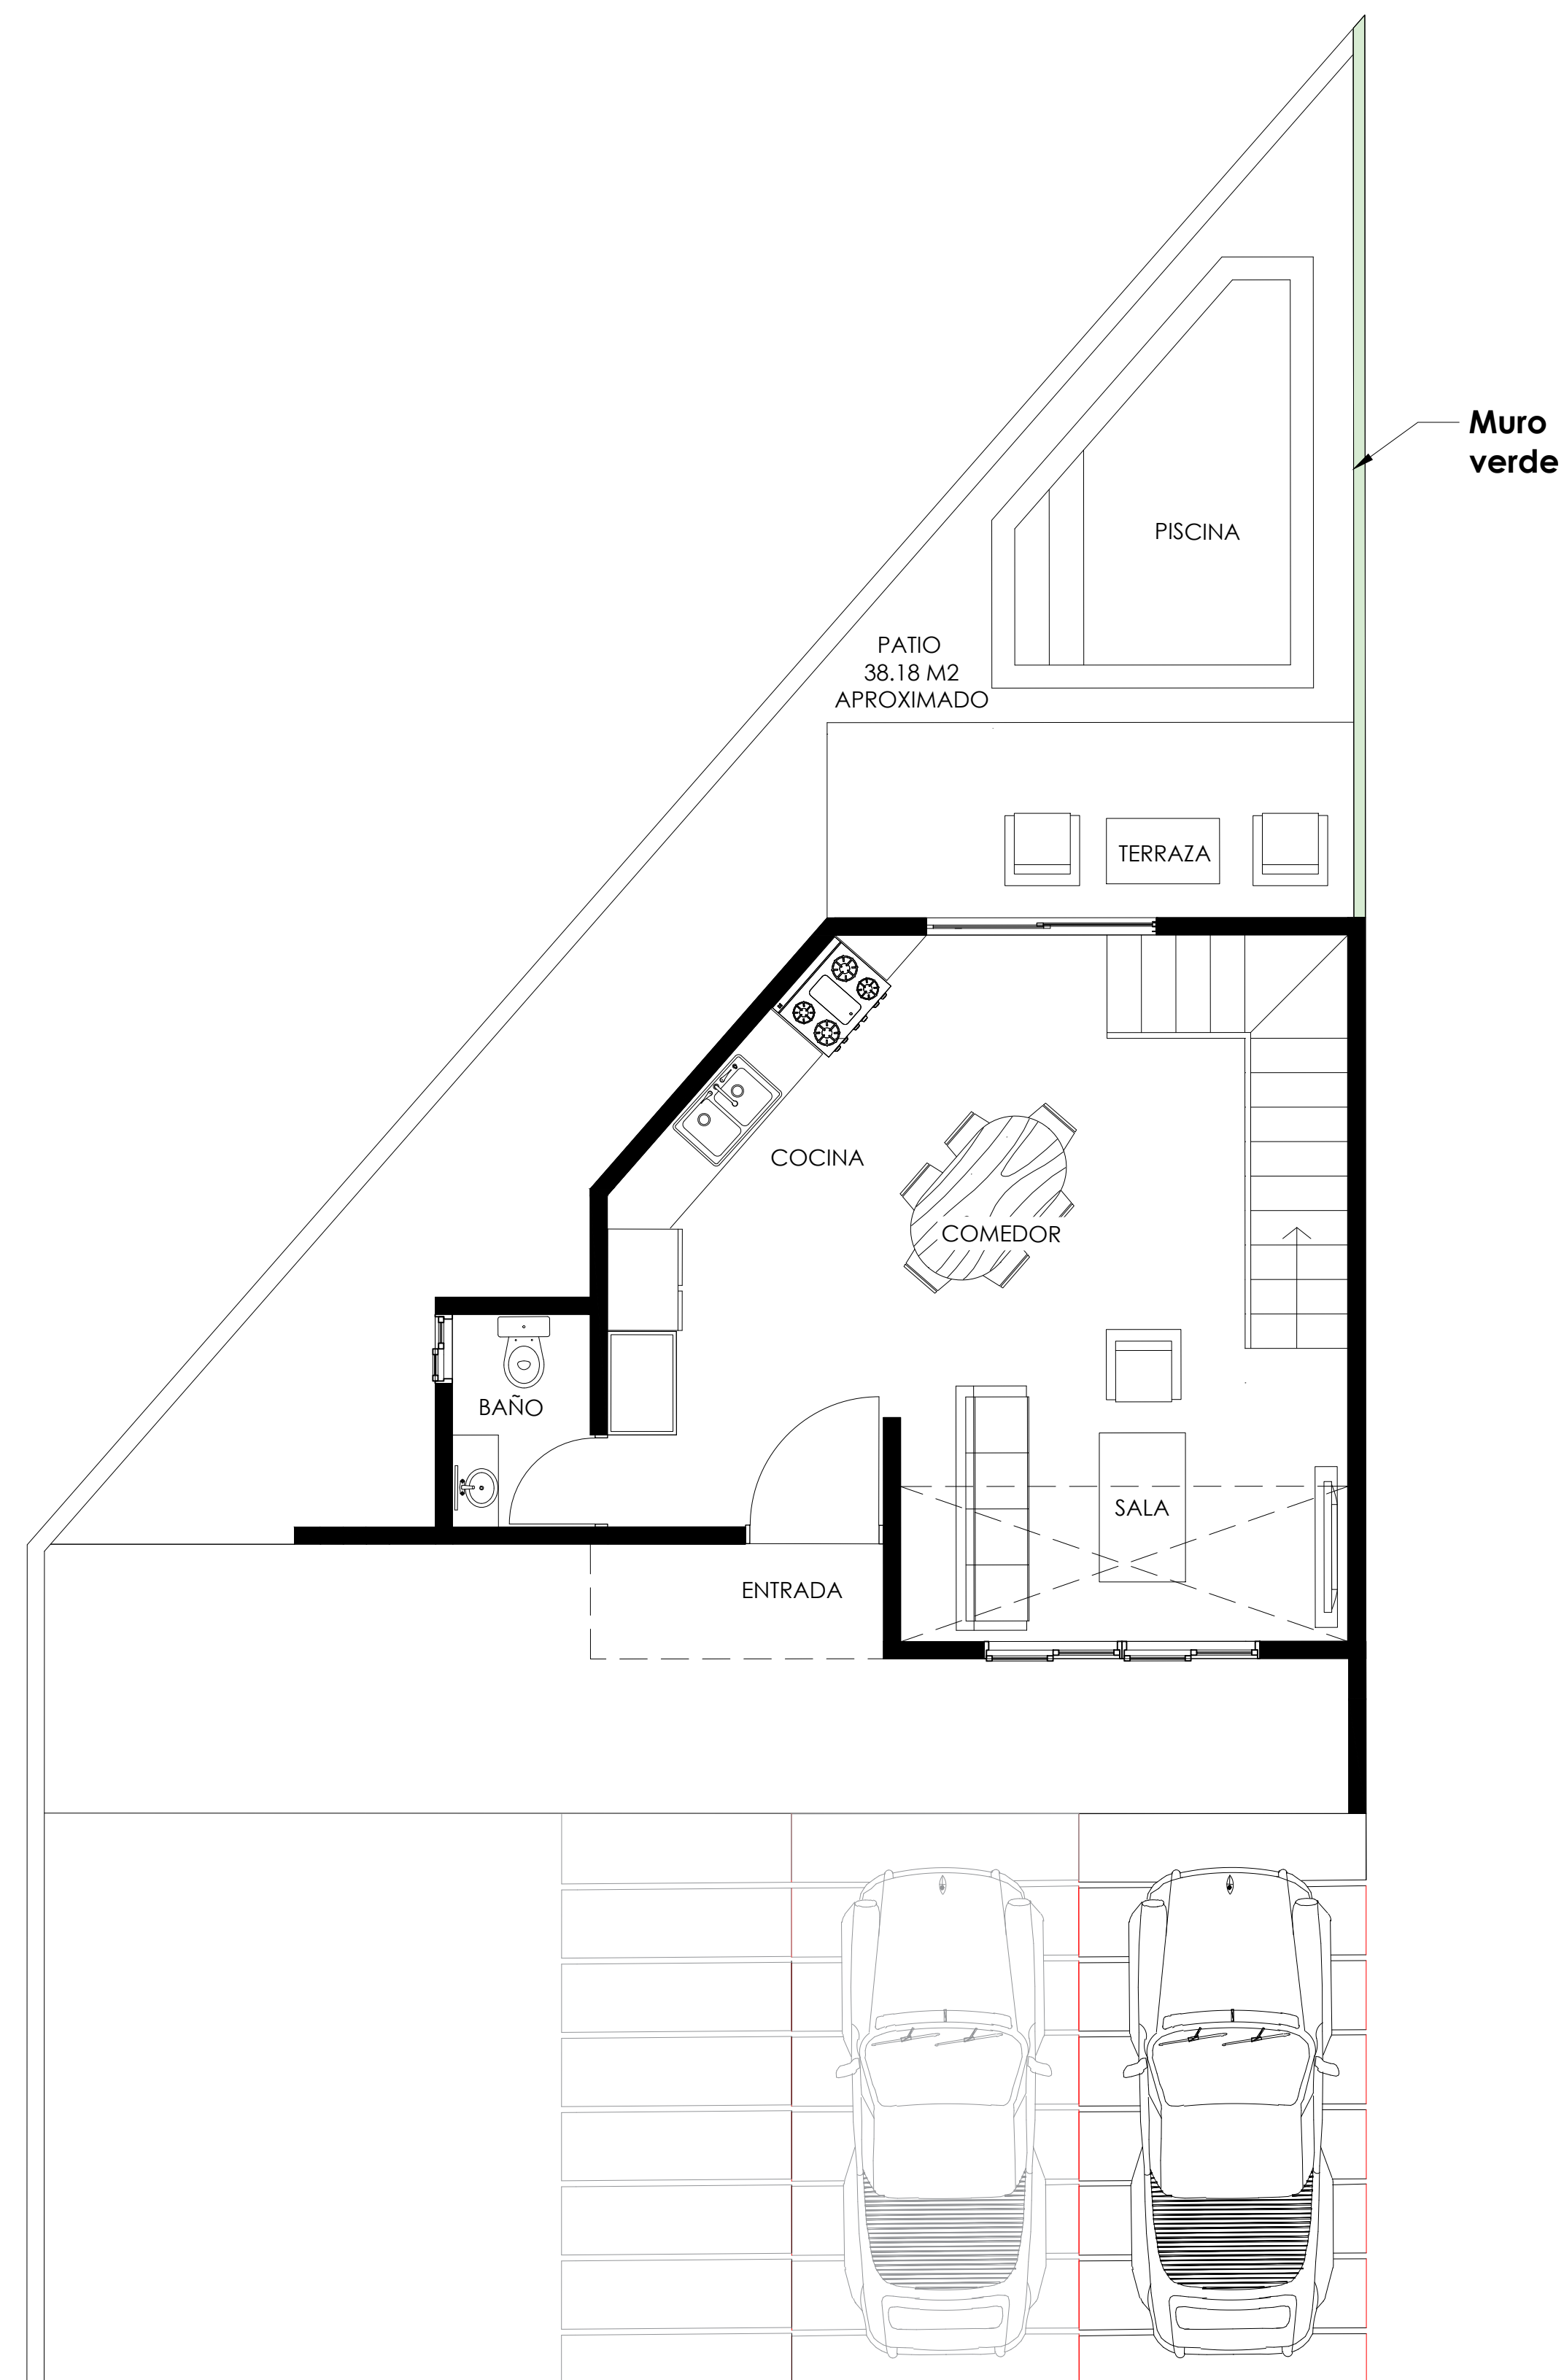 Muro
verde
PISCINA
PATIO
38.18 M2
APROXIMADO
TERRAZA
COCINA
COMEDOR
BAÑO
SALA
ENTRADA